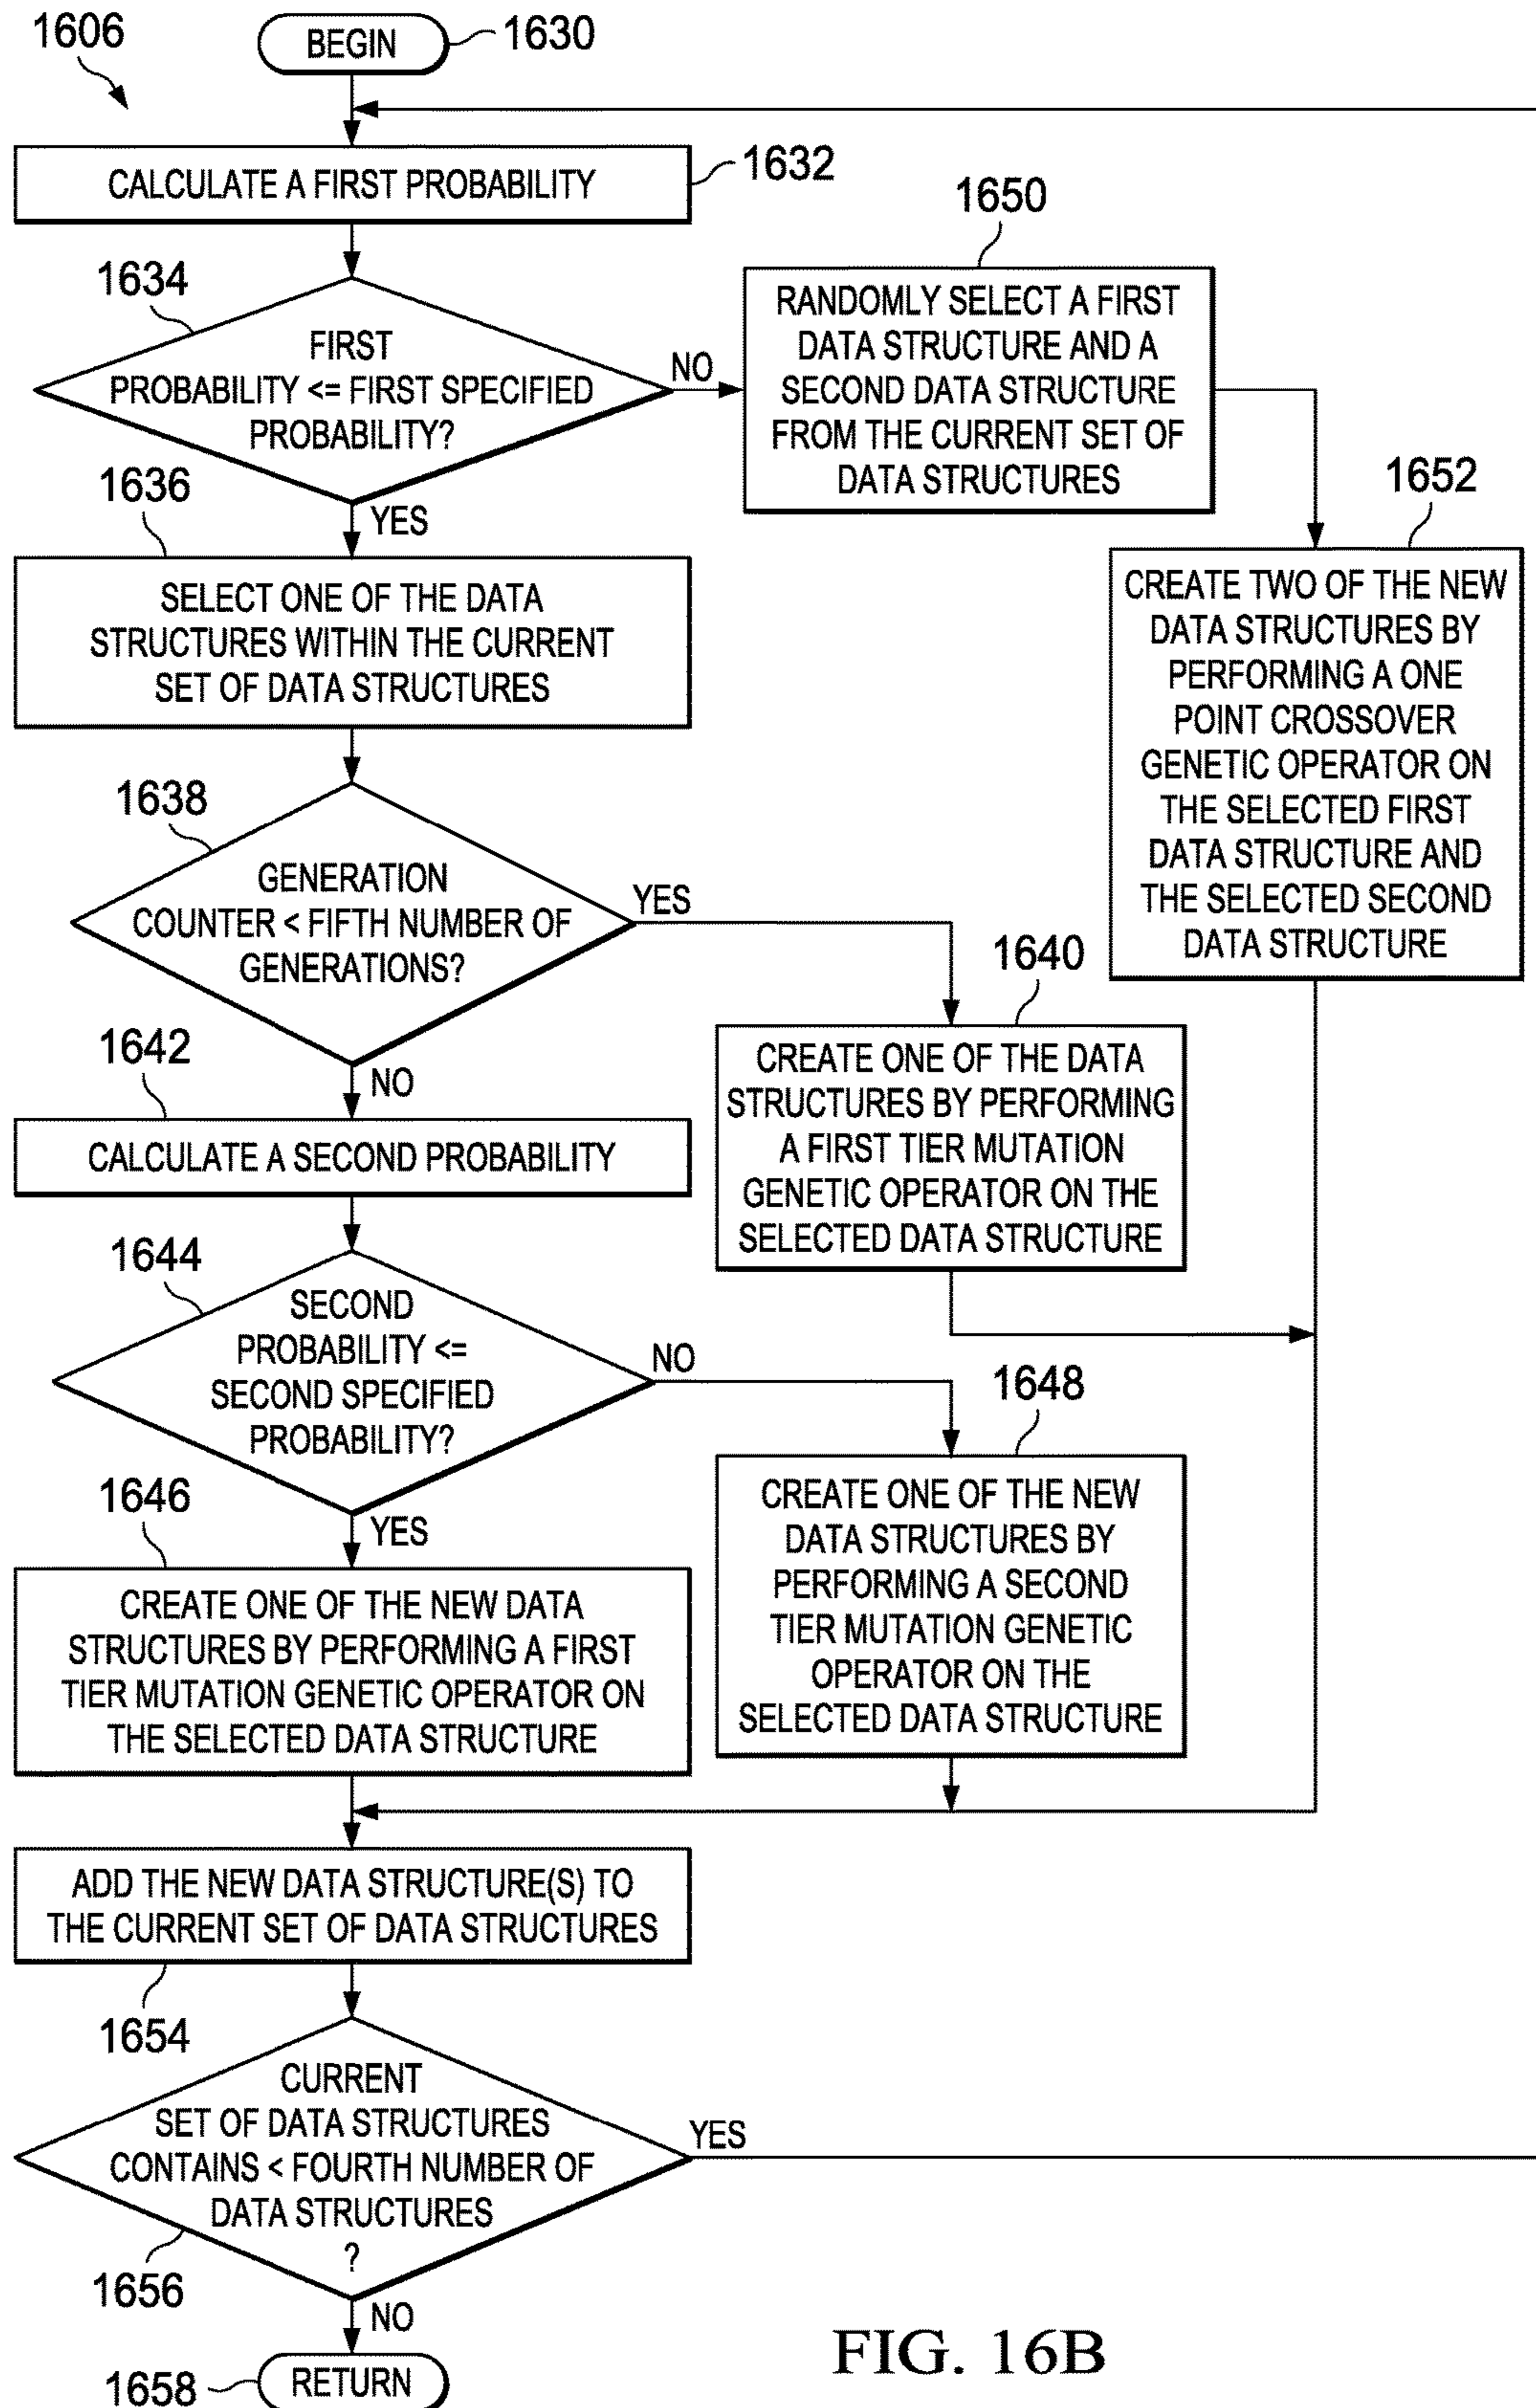 1606
BEGIN
1630
CALCULATE A FIRST PROBABILITY
1632
1634
FIRST
PROBABILITY <= FIRST SPECIFIED
PROBABILITY?
NO
YES
1650
RANDOMLY SELECT A FIRST
DATA STRUCTURE AND A
SECOND DATA STRUCTURE
FROM THE CURRENT SET OF
DATA STRUCTURES
1652
CREATE TWO OF THE NEW
DATA STRUCTURES BY
PERFORMING A ONE
POINT CROSSOVER
GENETIC OPERATOR ON
THE SELECTED FIRST
DATA STRUCTURE AND
THE SELECTED SECOND
DATA STRUCTURE
1636
SELECT ONE OF THE DATA
STRUCTURES WITHIN THE CURRENT
SET OF DATA STRUCTURES
1638
GENERATION
COUNTER < FIFTH NUMBER OF
GENERATIONS?
YES
NO
1640
CREATE ONE OF THE DATA
STRUCTURES BY PERFORMING
A FIRST TIER MUTATION
GENETIC OPERATOR ON THE
SELECTED DATA STRUCTURE
1642
CALCULATE A SECOND PROBABILITY
1644
SECOND
PROBABILITY <=
SECOND SPECIFIED
PROBABILITY?
NO
YES
1648
CREATE ONE OF THE NEW
DATA STRUCTURES BY
PERFORMING A SECOND
TIER MUTATION GENETIC
OPERATOR ON THE
SELECTED DATA STRUCTURE
1646
CREATE ONE OF THE NEW DATA
STRUCTURES BY PERFORMING A FIRST
TIER MUTATION GENETIC OPERATOR ON
THE SELECTED DATA STRUCTURE
ADD THE NEW DATA STRUCTURE(S) TO
THE CURRENT SET OF DATA STRUCTURES
1654
CURRENT
SET OF DATA STRUCTURES
CONTAINS < FOURTH NUMBER OF
DATA STRUCTURES
?
YES
1656
NO
1658
RETURN
FIG. 16B